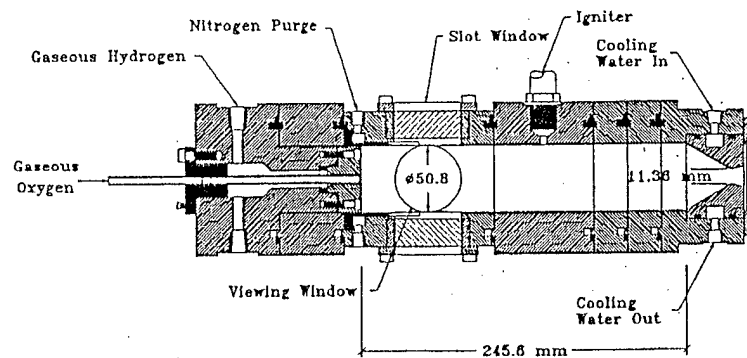 Igniter
Nitrogen Purge
Slot Window
Cooling
Water In
Gaseous Hydrogen
Gaseous
Oxygen
ø50.8
11.36 mm
Viewing Window
Cooling
Water Out
245.6 mm